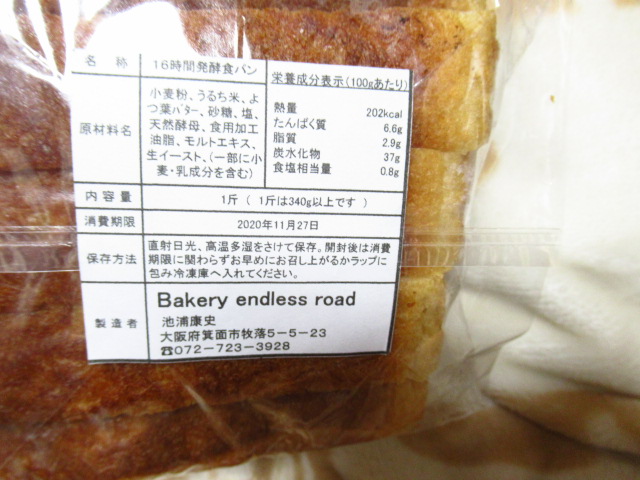 名称 16時間発酵食パン
原材料名
小麦粉、うるち米、よ
つ葉バター、砂糖、塩、
天然酵母、食用加工
油脂、モルトエキス、
生イースト、(一部に小
麦・乳成分を含む)
栄養成分表示(100gあたり)
熱量 202kcal
たんぱく質 6.6g
脂質 2.9g
炭水化物 37g
食塩相当量 0.8g
内容量 1斤 ( 1斤は340g以上です )
消費期限 2020年11月27日
保存方法
直射日光、高温多湿をさけて保存。開封後は消費
期限に関わらずお早めにお召し上がるかラップに
包み冷凍庫へ入れてください。
製造者
Bakery endless road
池浦康史
大阪府箕面市牧落5-5-23
☎072-723-3928